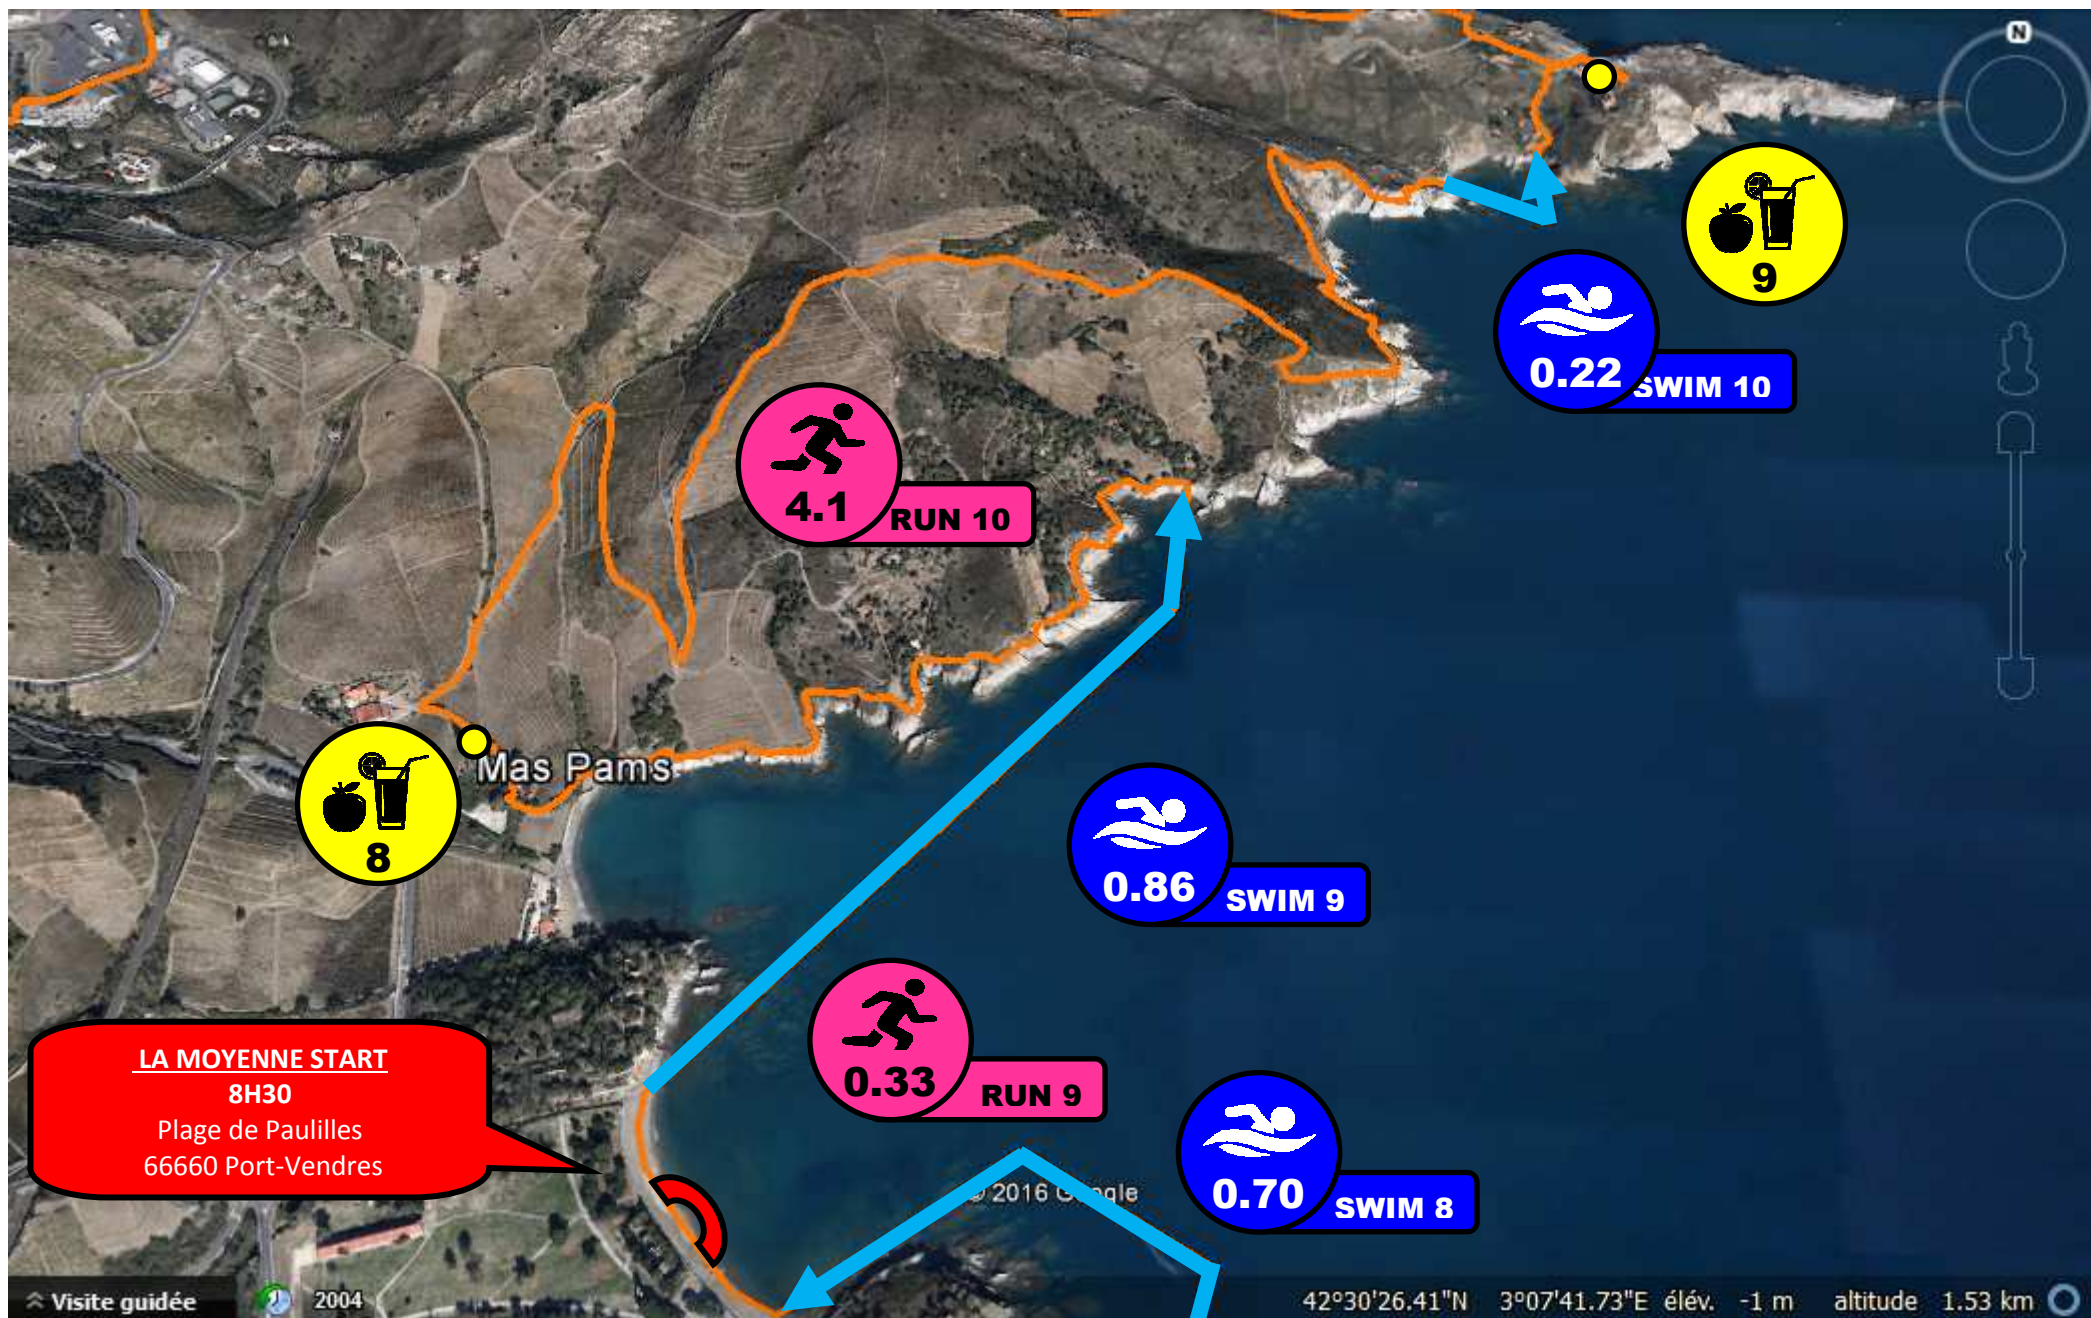 N
9
0.22
SWIM 10
4.1
RUN 10
Mas Pams
8
0.86
SWIM 9
0.33
RUN 9
LA MOYENNE START
8H30
Plage de Paulilles
66660 Port-Vendres
0.70
SWIM 8
© 2016 Google
Visite guidée
2004
42°30'26.41"N 3°07'41.73"E élév. -1 m altitude 1.53 km